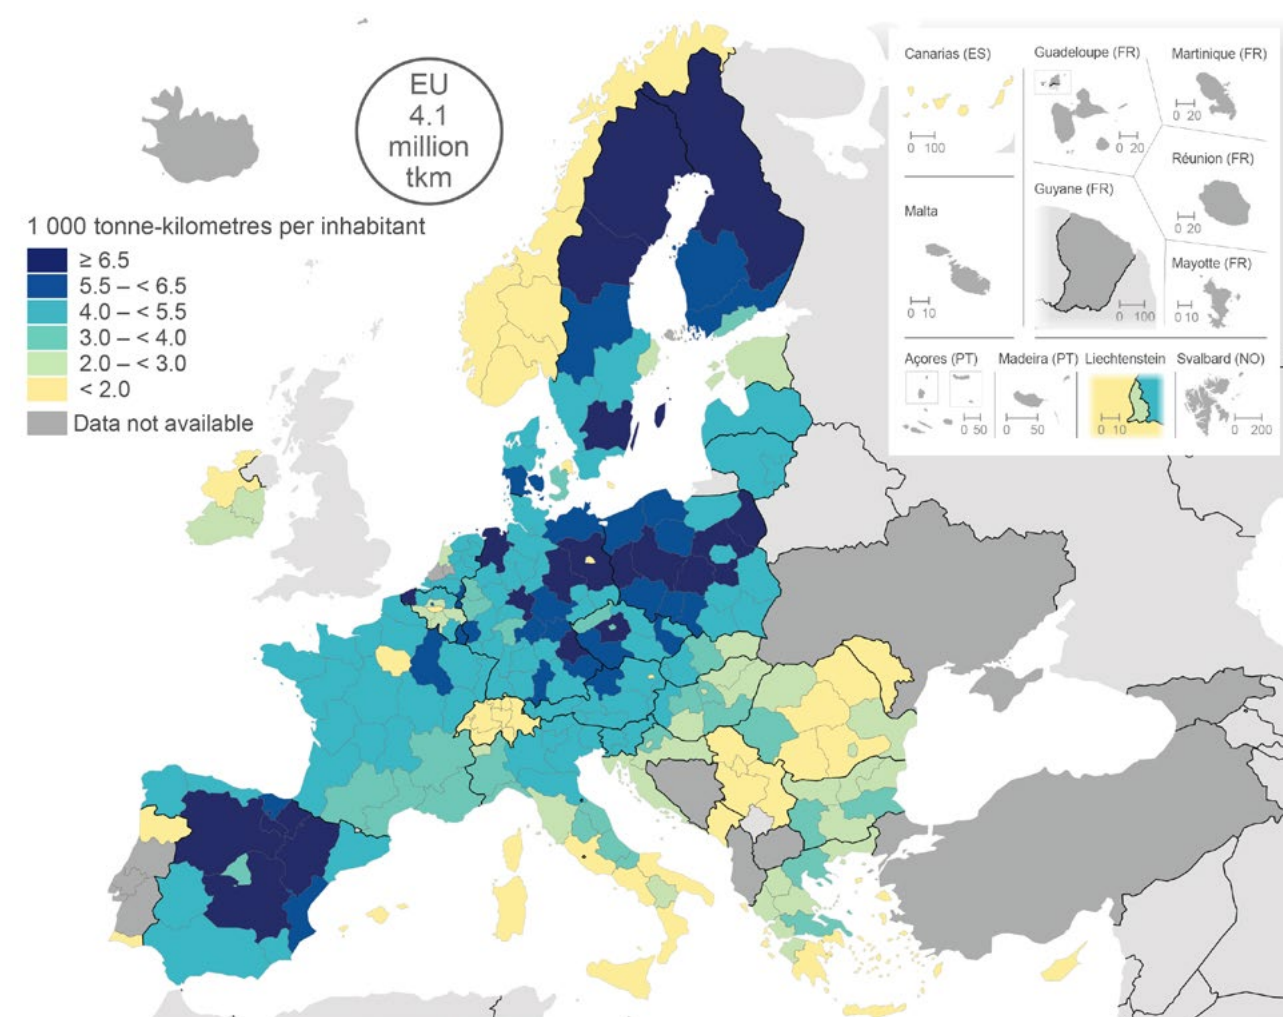 EU
4.1
million
tkm
1 000 tonne-kilometres per inhabitant
≥ 6.5
5.5 – < 6.5
4.0 – < 5.5
3.0 – < 4.0
2.0 – < 3.0
< 2.0
Data not available
Canarias (ES)
0 100
Guadeloupe (FR)
0 20
Martinique (FR)
0 20
Réunion (FR)
0 20
Guyane (FR)
0 100
Malta
0 10
Mayotte (FR)
0 10
Açores (PT)
0 50
Madeira (PT)
0 50
Liechtenstein
0 10
Svalbard (NO)
0 200